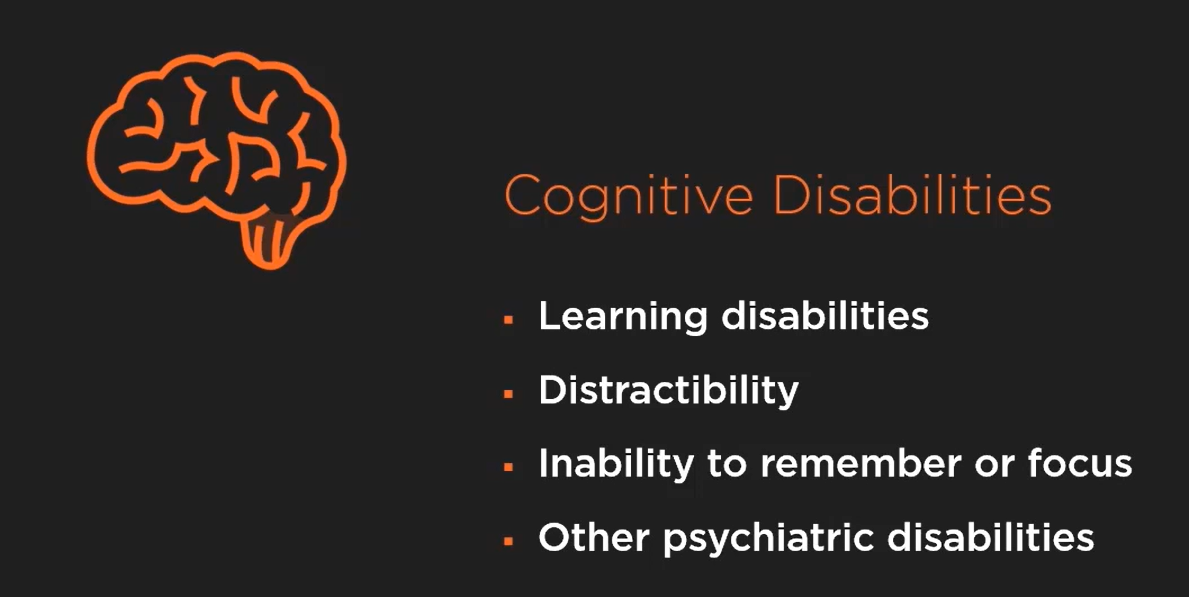 Cognitive Disabilities
▪ Learning disabilities
▪ Distractibility
▪ Inability to remember or focus
▪ Other psychiatric disabilities